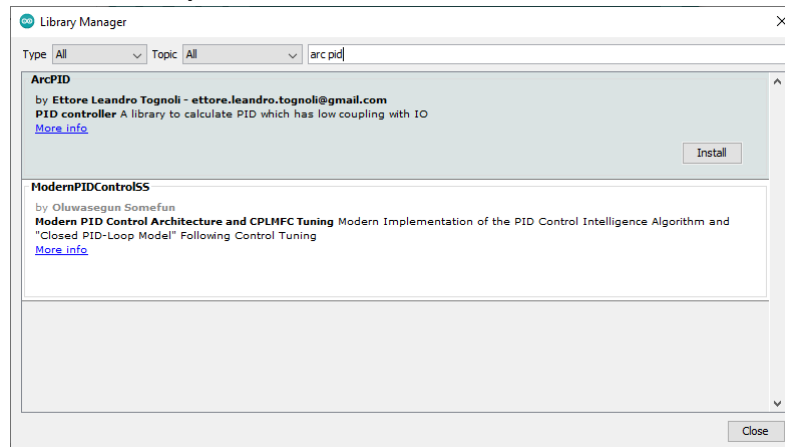 Library Manager
Type All Topic All arc pid
ArcPID
by Ettore Leandro Tognoli - ettore.leandro.tognoli@gmail.com
PID controller A library to calculate PID which has low coupling with IO
More info
Install
ModernPIDControlSS
by Oluwasegun Somefun
Modern PID Control Architecture and CPLMFC Tuning Modern Implementation of the PID Control Intelligence Algorithm and
"Closed PID-Loop Model" Following Control Tuning
More info
Close